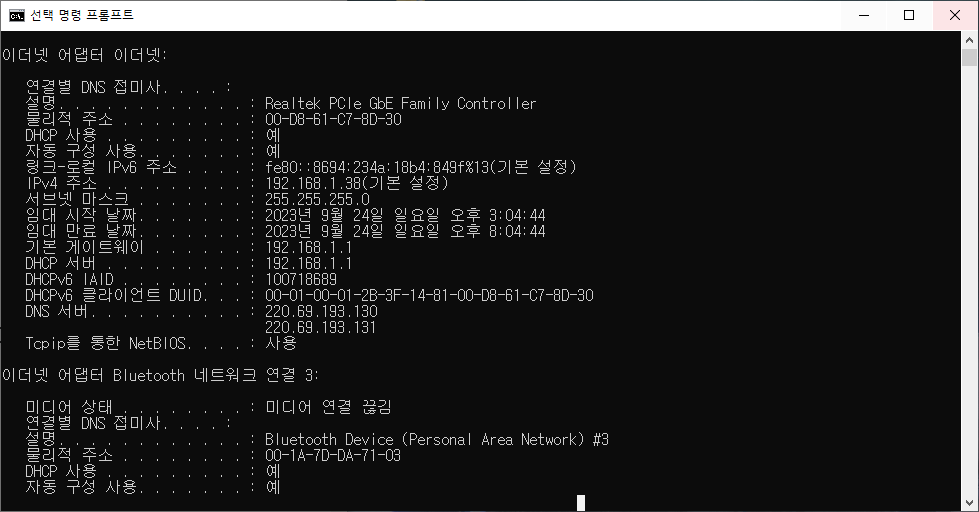 선택 명령 프롬프트
이더넷 어댑터 이더넷:
연결별 DNS 접미사. . . . :
설명. . . . . . . . . . . . : Realtek PCIe GbE Family Controller
물리적 주소 . . . . . . . . : 00-D8-61-C7-8D-30
DHCP 사용 . . . . . . . . . : 예
자동 구성 사용. . . . . . . : 예
링크-로컬 IPv6 주소 . . . . : fe80::8694:234a:18b4:849f%13(기본 설정)
IPv4 주소 . . . . . . . . . : 192.168.1.38(기본 설정)
서브넷 마스크 . . . . . . . : 255.255.255.0
임대 시작 날짜. . . . . . . : 2023년 9월 24일 일요일 오후 3:04:44
임대 만료 날짜. . . . . . . : 2023년 9월 24일 일요일 오후 8:04:44
기본 게이트웨이 . . . . . . : 192.168.1.1
DHCP 서버 . . . . . . . . . : 192.168.1.1
DHCPv6 IAID . . . . . . . . : 100718689
DHCPv6 클라이언트 DUID. . . : 00-01-00-01-2B-3F-14-81-00-D8-61-C7-8D-30
DNS 서버. . . . . . . . . . : 220.69.193.130
220.69.193.131
Tcpip를 통한 NetBIOS. . . . : 사용
이더넷 어댑터 Bluetooth 네트워크 연결 3:
미디어 상태 . . . . . . . . : 미디어 연결 끊김
연결별 DNS 접미사. . . . :
설명. . . . . . . . . . . . : Bluetooth Device (Personal Area Network) #3
물리적 주소 . . . . . . . . : 00-1A-7D-DA-71-03
DHCP 사용 . . . . . . . . . : 예
자동 구성 사용. . . . . . . : 예